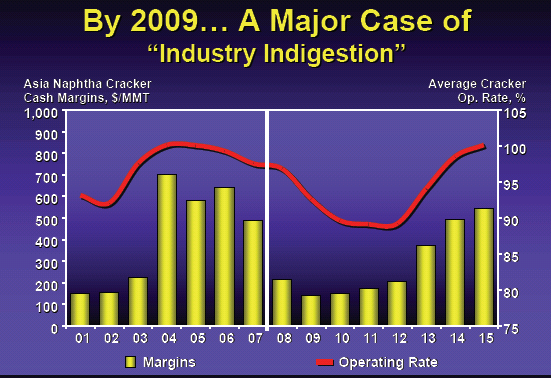 By 2009... A Major Case of
“Industry Indigestion”
Asia Naphtha Cracker
Cash Margins, $/MMT
Average Cracker
Op. Rate, %
1,000
900
800
700
600
500
400
300
200
100
0
105
100
95
90
85
80
75
01 02 03 04 05 06 07 08 09 10 11 12 13 14 15
Margins Operating Rate